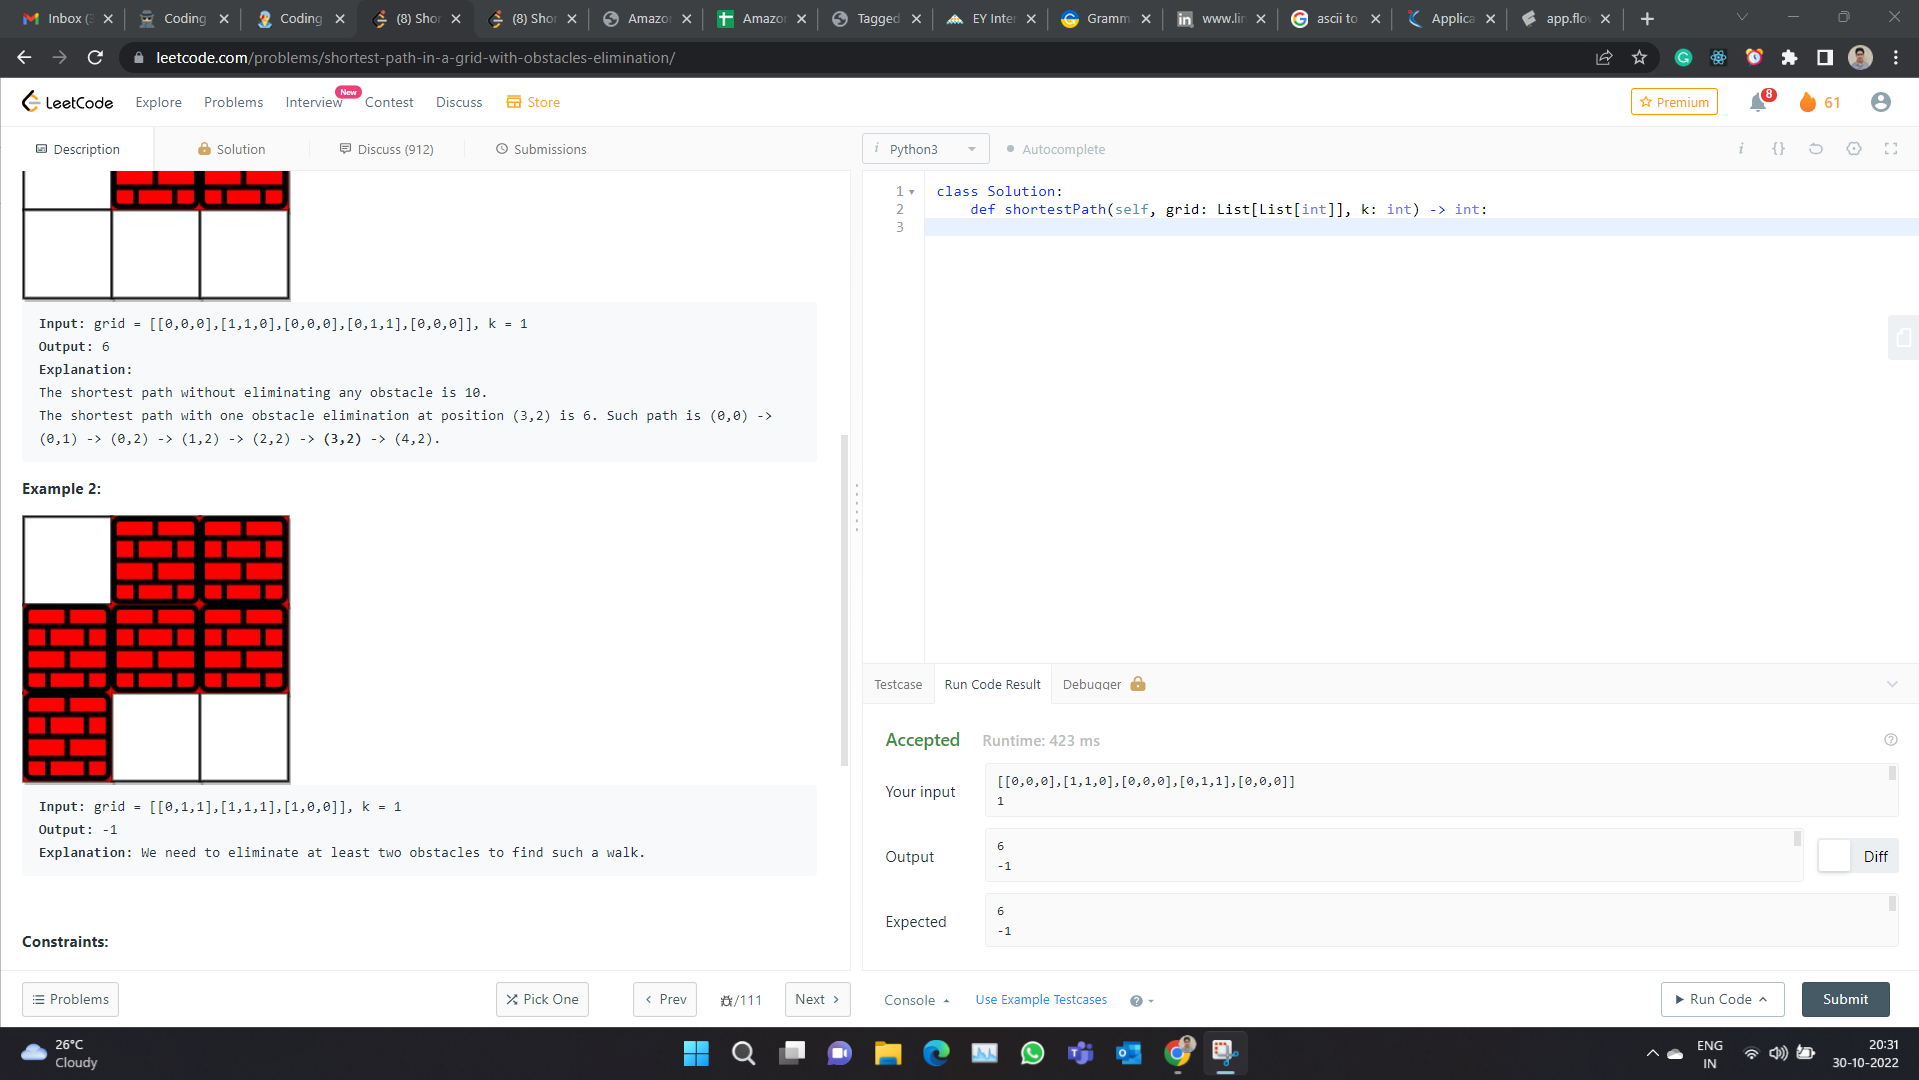 Inbox (3
Coding
Coding
(8) Shor
(8) Shor
Amazon
Amazon
Tagged
EY Inter
Gramm
www.lin
ascii to
Applica
app.flov
leetcode.com/problems/shortest-path-in-a-grid-with-obstacles-elimination/
LeetCode
Explore
Problems
Interview
New
Contest
Discuss
Store
Premium
8
61
Description
Solution
Discuss (912)
Submissions
i Python3
Autocomplete
i {}
Input: grid = [[0,0,0],[1,1,0],[0,0,0],[0,1,1],[0,0,0]], k = 1
Output: 6
Explanation:
The shortest path without eliminating any obstacle is 10.
The shortest path with one obstacle elimination at position (3,2) is 6. Such path is (0,0) ->
(0,1) -> (0,2) -> (1,2) -> (2,2) -> (3,2) -> (4,2).
Example 2:
Input: grid = [[0,1,1],[1,1,1],[1,0,0]], k = 1
Output: -1
Explanation: We need to eliminate at least two obstacles to find such a walk.
Constraints:
1 class Solution:
2 def shortestPath(self, grid: List[List[int]], k: int) -> int:
3
Testcase
Run Code Result
Debugger
Accepted
Runtime: 423 ms
Your input
[[0,0,0],[1,1,0],[0,0,0],[0,1,1],[0,0,0]]
1
Output
6
-1
Diff
Expected
6
-1
Problems
Pick One
Prev
/111
Next
Console
Use Example Testcases
Run Code
Submit
26°C
Cloudy
ENG
IN
20:31
30-10-2022